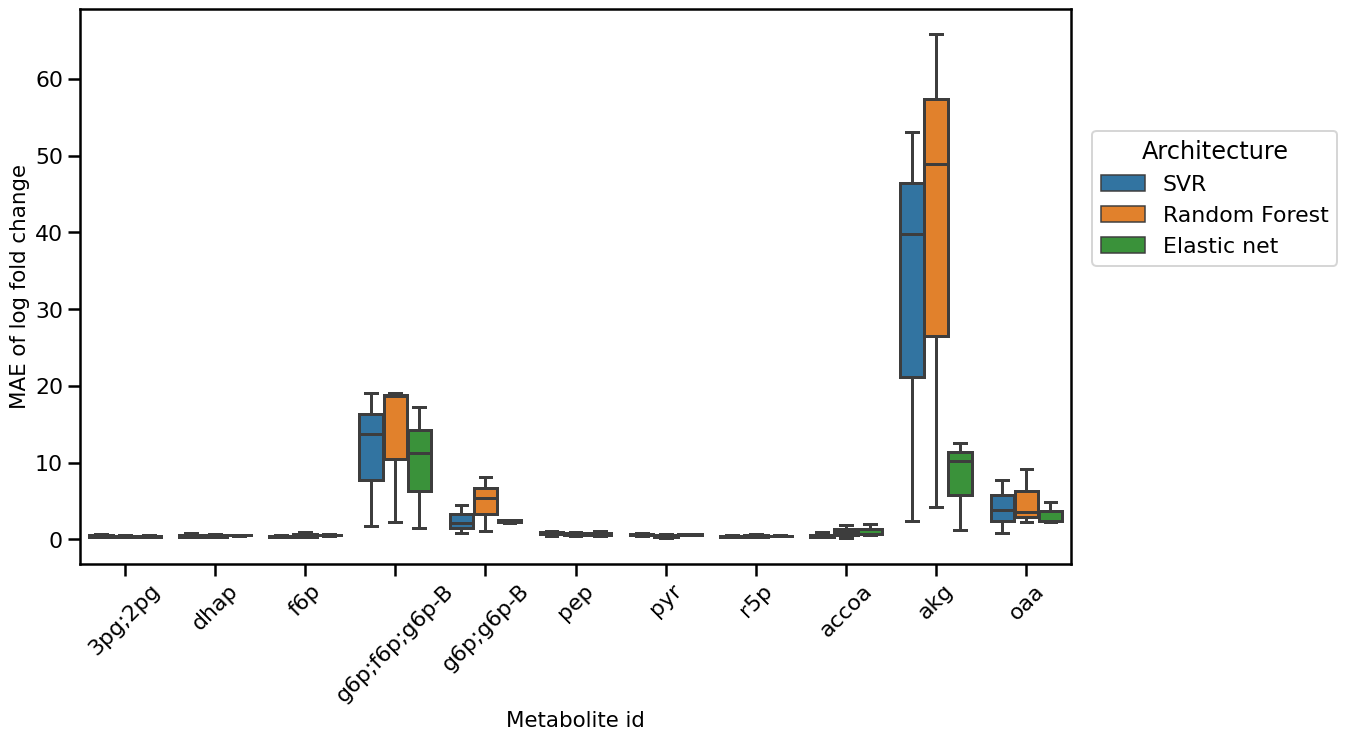 MAE of log fold change
60
50
40
30
20
10
0
3pg;2pg
dhap
f6p
g6p;f6p;g6p-B
g6p;g6p-B
pep
pyr
r5p
accoa
akg
oaa
Metabolite id
Architecture
SVR
Random Forest
Elastic net